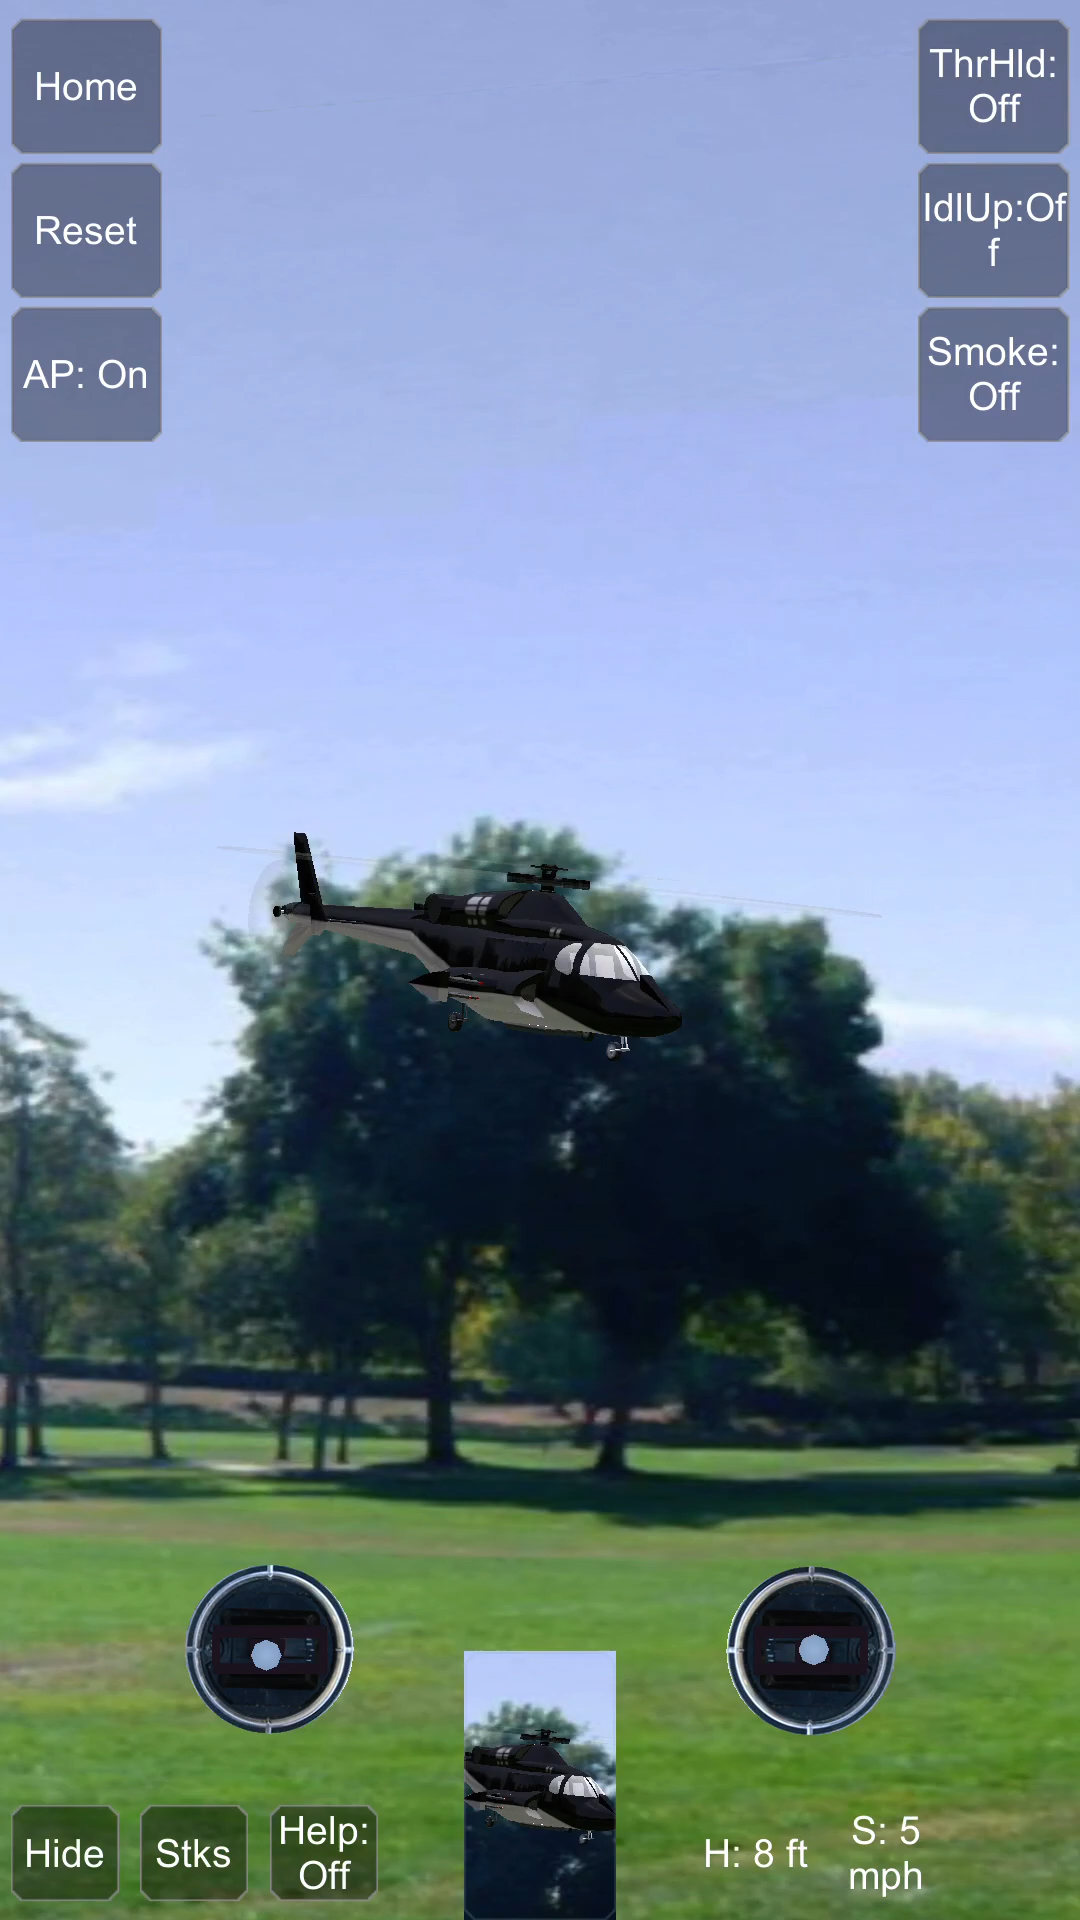 Home
ThrHld:
Off
Reset
IdlUp:Of
f
AP: On
Smoke:
Off
Hide
Stks
Help:
Off
H: 8 ft
S: 5
mph